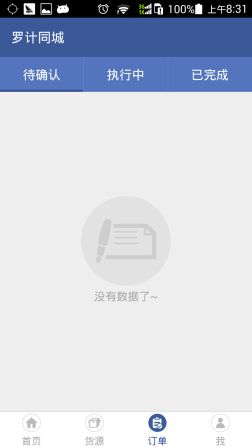 100% 上午8:31
罗计同城
待确认 执行中 已完成
没有数据了~
首页 货源 订单 我